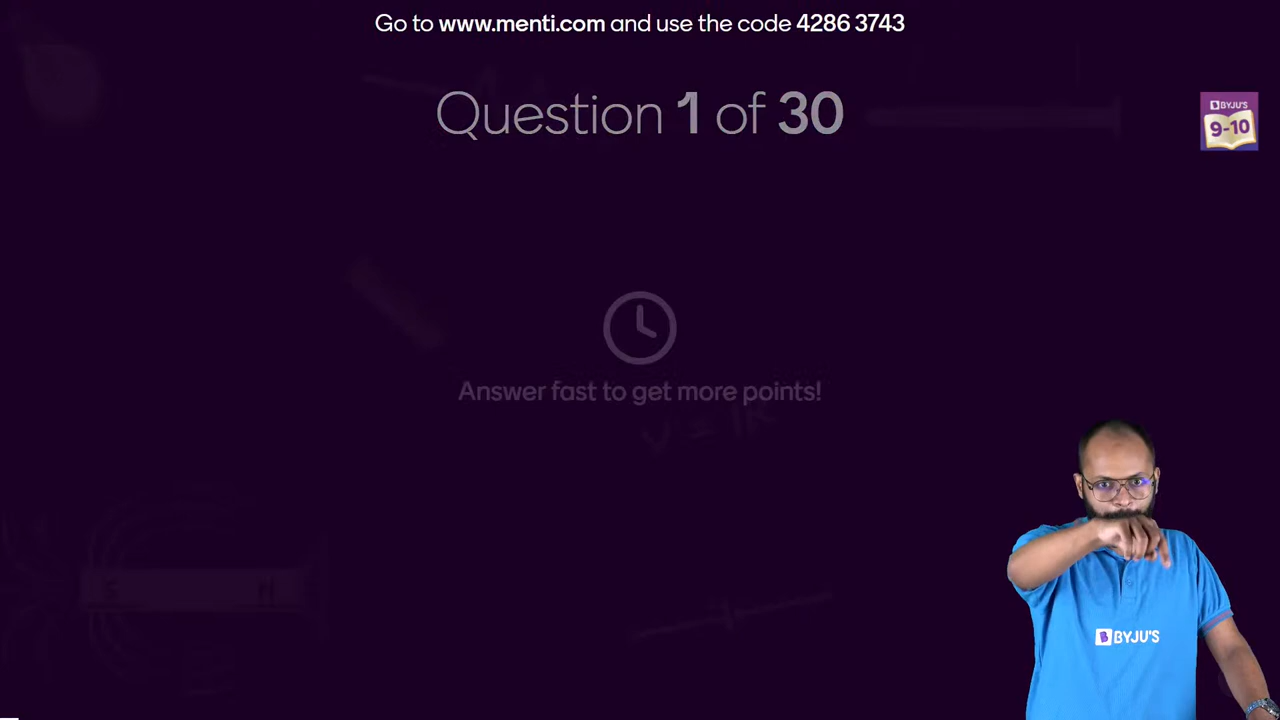 Go to www.menti.com and use the code 4286 3743
Question 1 of 30
BYJU'S
9-10
Answer fast to get more points!
V = IR
S
N
BYJU'S